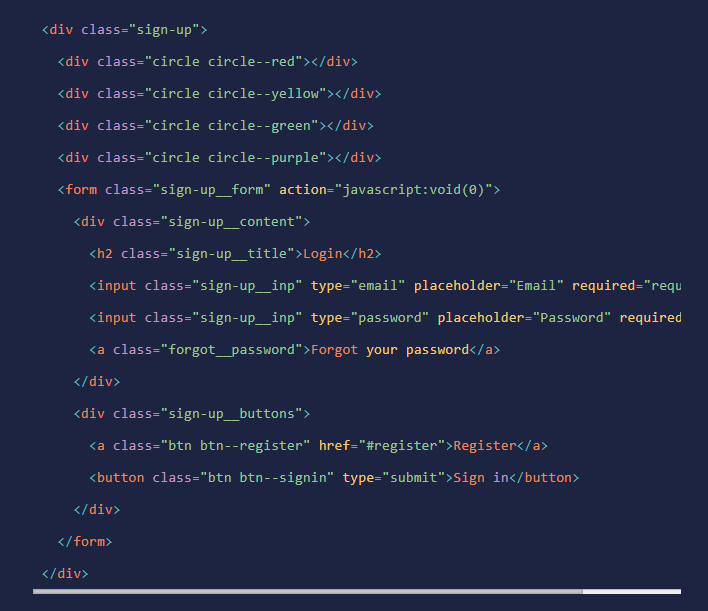 <div class="sign-up">
<div class="circle circle--red"></div>
<div class="circle circle--yellow"></div>
<div class="circle circle--green"></div>
<div class="circle circle--purple"></div>
<form class="sign-up__form" action="javascript:void(0)">
<div class="sign-up__content">
<h2 class="sign-up__title">Login</h2>
<input class="sign-up__inp" type="email" placeholder="Email" required="requ
<input class="sign-up__inp" type="password" placeholder="Password" required
<a class="forgot__password">Forgot your password</a>
</div>
<div class="sign-up__buttons">
<a class="btn btn--register" href="#register">Register</a>
<button class="btn btn--signin" type="submit">Sign in</button>
</div>
</form>
</div>